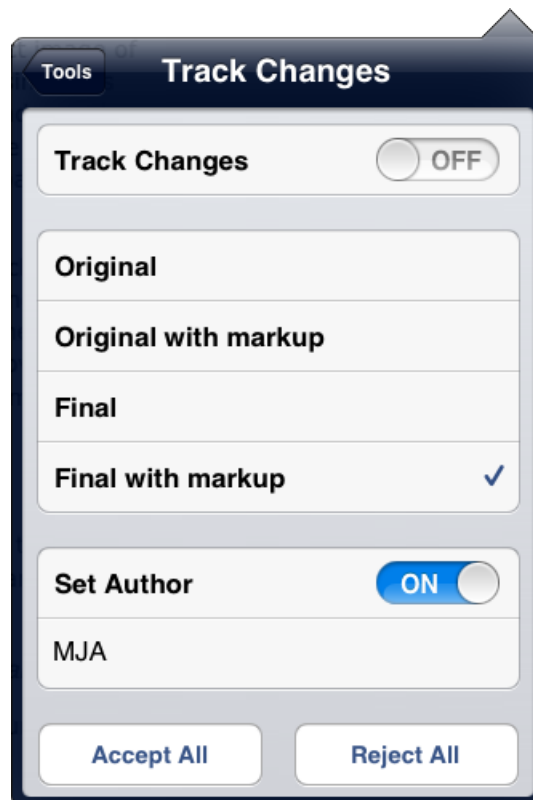 Tools Track Changes
Track Changes OFF
Original
Original with markup
Final
Final with markup
Set Author ON
MJA
Accept All Reject All